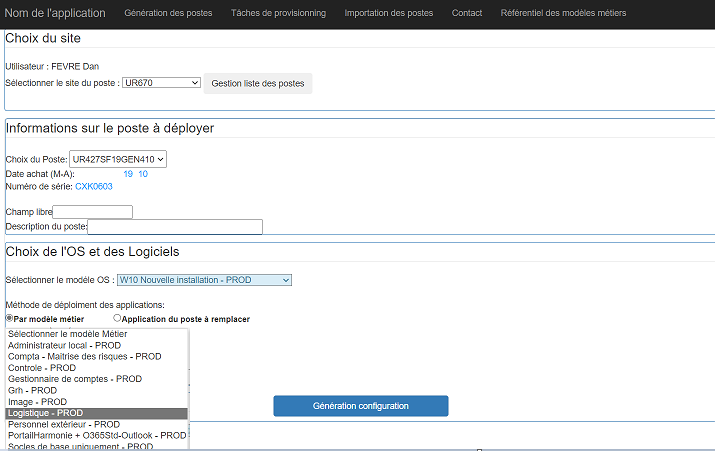 Nom de l'application Génération des postes Tâches de provisionning Importation des postes Contact Référentiel des modèles métiers
Choix du site
Utilisateur : FEVRE Dan
Sélectionner le site du poste : UR670 Gestion liste des postes
Informations sur le poste à déployer
Choix du Poste: UR427SF19GEN410
Date achat (M-A): 19 10
Numéro de série: CXK0603
Champ libre
Description du poste:
Choix de l'OS et des Logiciels
Sélectionner le modèle OS : W10 Nouvelle installation - PROD
Méthode de déploiment des applications:
Par modèle métier Application du poste à remplacer
Sélectionner le modèle Métier
Administrateur local - PROD
Compta - Maitrise des risques - PROD
Controle - PROD
Gestionnaire de comptes - PROD
Grh - PROD
Image - PROD
Logistique - PROD
Génération configuration
Personnel extérieur - PROD
PortailHarmonie + O365Std-Outlook - PROD
Socles de base uniquement - PROD